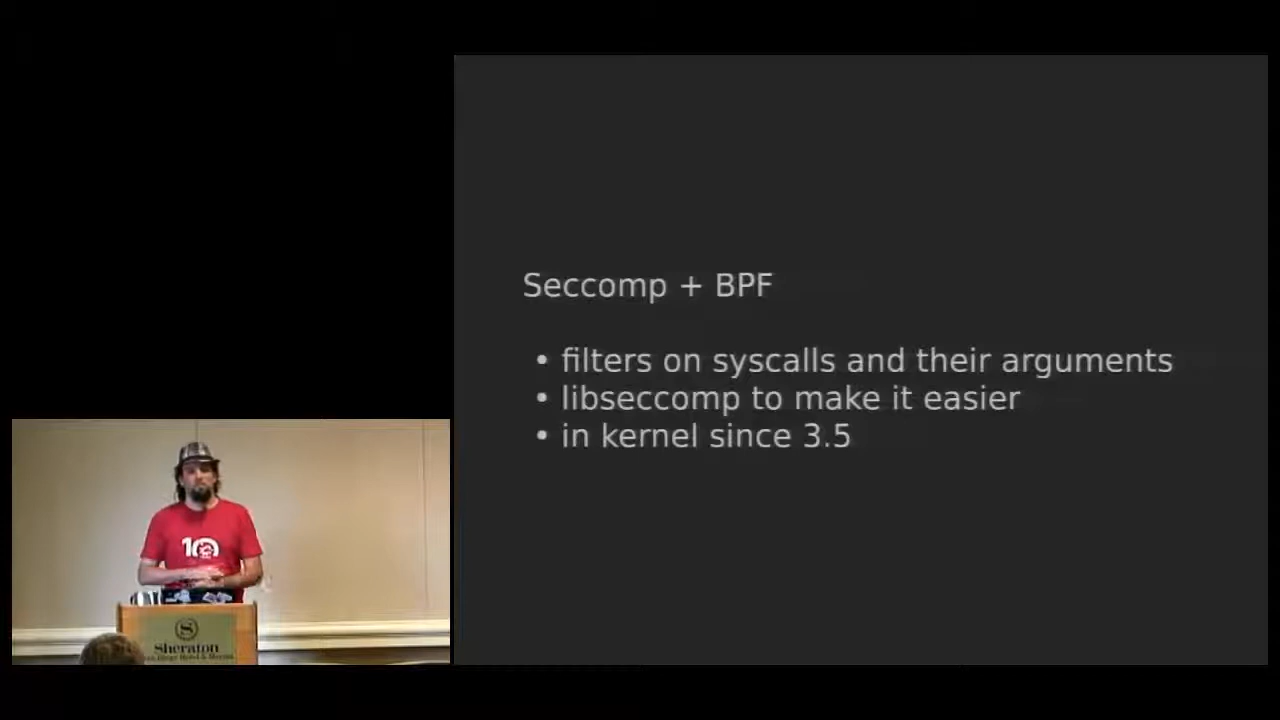 Seccomp + BPF
• filters on syscalls and their arguments
• libseccomp to make it easier
• in kernel since 3.5
10
S
Sheraton